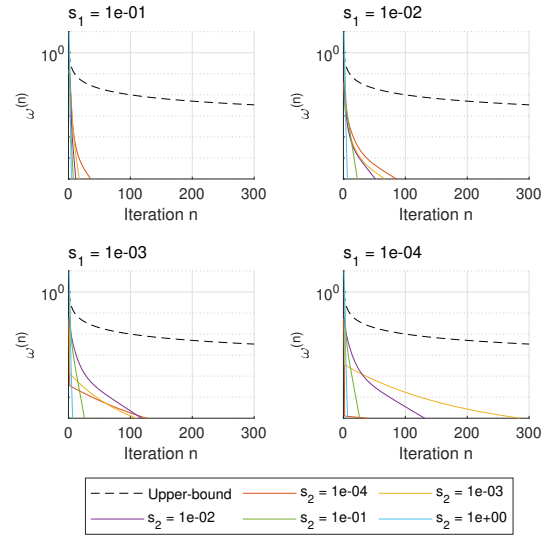 s_1 = 1e-01
s_1 = 1e-02
10^0
ω^(n)
0 100 200 300
Iteration n
10^0
ω^(n)
0 100 200 300
Iteration n
s_1 = 1e-03
s_1 = 1e-04
10^0
ω^(n)
0 100 200 300
Iteration n
10^0
ω^(n)
0 100 200 300
Iteration n
Upper-bound s_2 = 1e-04 s_2 = 1e-03
s_2 = 1e-02 s_2 = 1e-01 s_2 = 1e+00